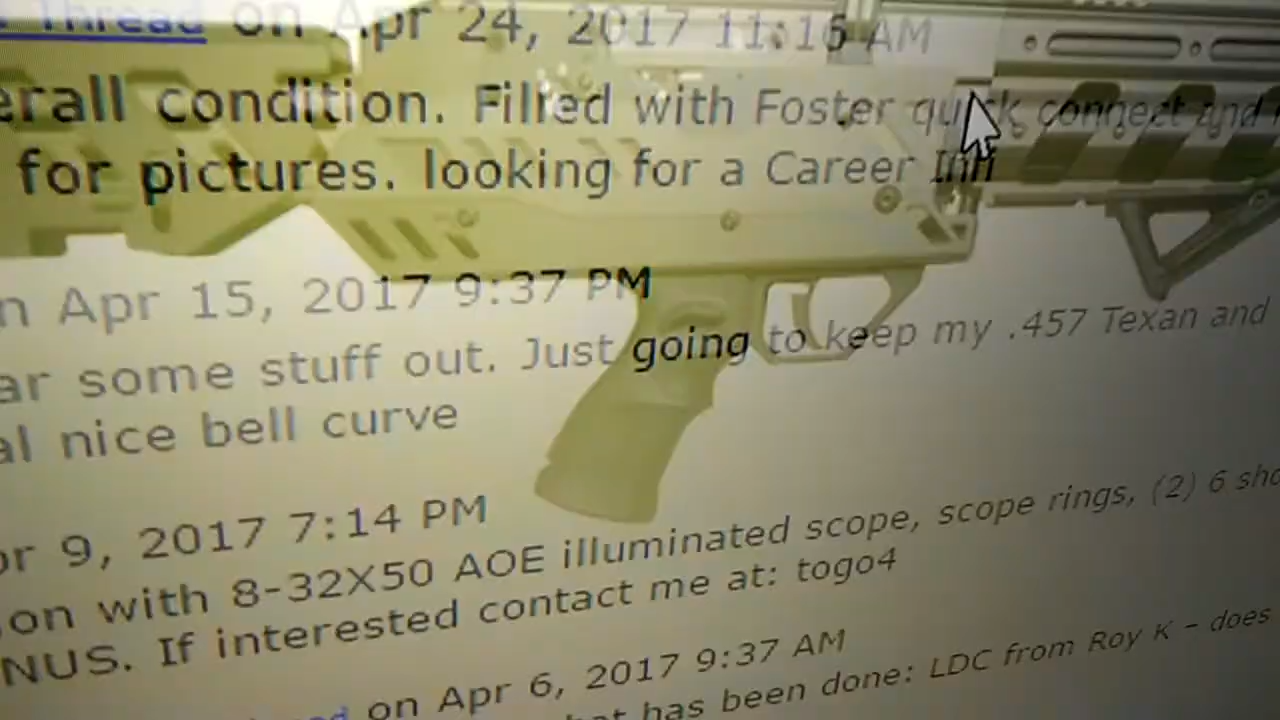 Thread on Apr 24, 2017 11:16 AM
erall condition. Filled with Foster quick connect and
for pictures. looking for a Career
n Apr 15, 2017 9:37 PM
ar some stuff out. Just going to keep my .457 Texan and
al nice bell curve
or 9, 2017 7:14 PM
on with 8-32X50 AOE illuminated scope, scope rings, (2) 6 sho
NUS. If interested contact me at: togo4
on Apr 6, 2017 9:37 AM
hat has been done: LDC from Roy K - does